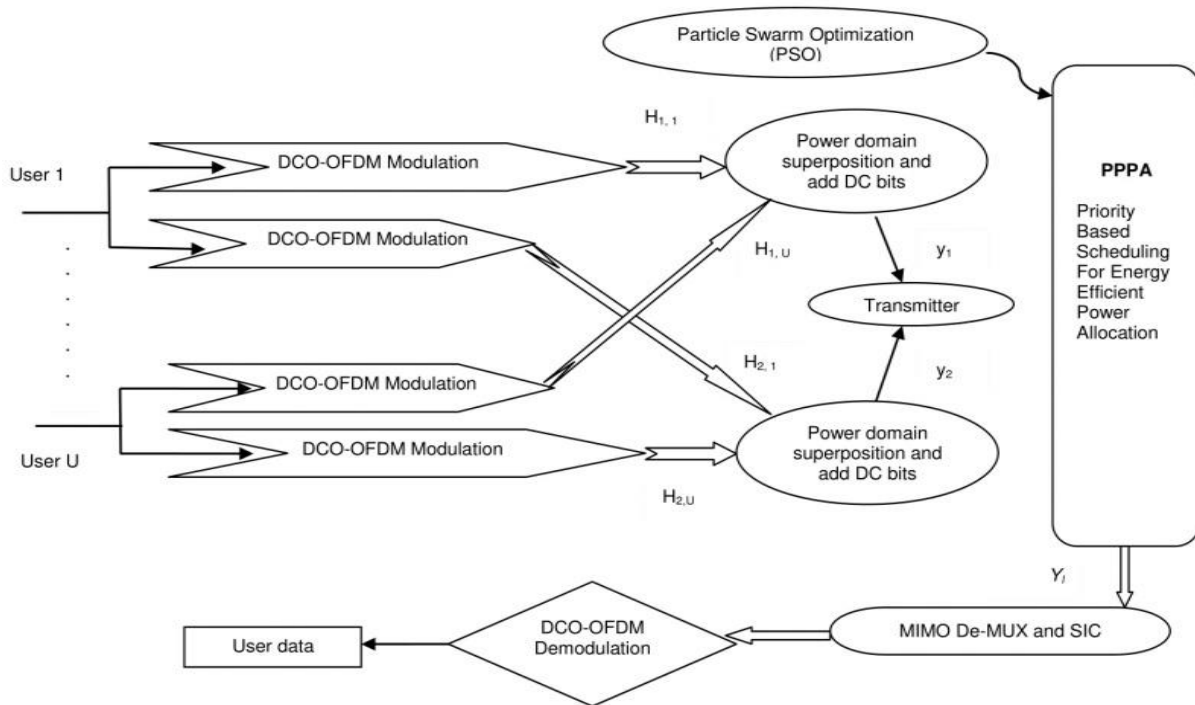 Particle Swarm Optimization
(PSO)
H1, 1
DCO-OFDM Modulation
Power domain
superposition and
add DC bits
PPPA
User 1
Priority
Based
Scheduling
For Energy
Efficient
Power
Allocation
DCO-OFDM Modulation
H1, U
y1
Transmitter
H2, 1
y2
DCO-OFDM Modulation
User U
DCO-OFDM Modulation
Power domain
superposition and
add DC bits
H2,U
Yl
MIMO De-MUX and SIC
DCO-OFDM
Demodulation
User data